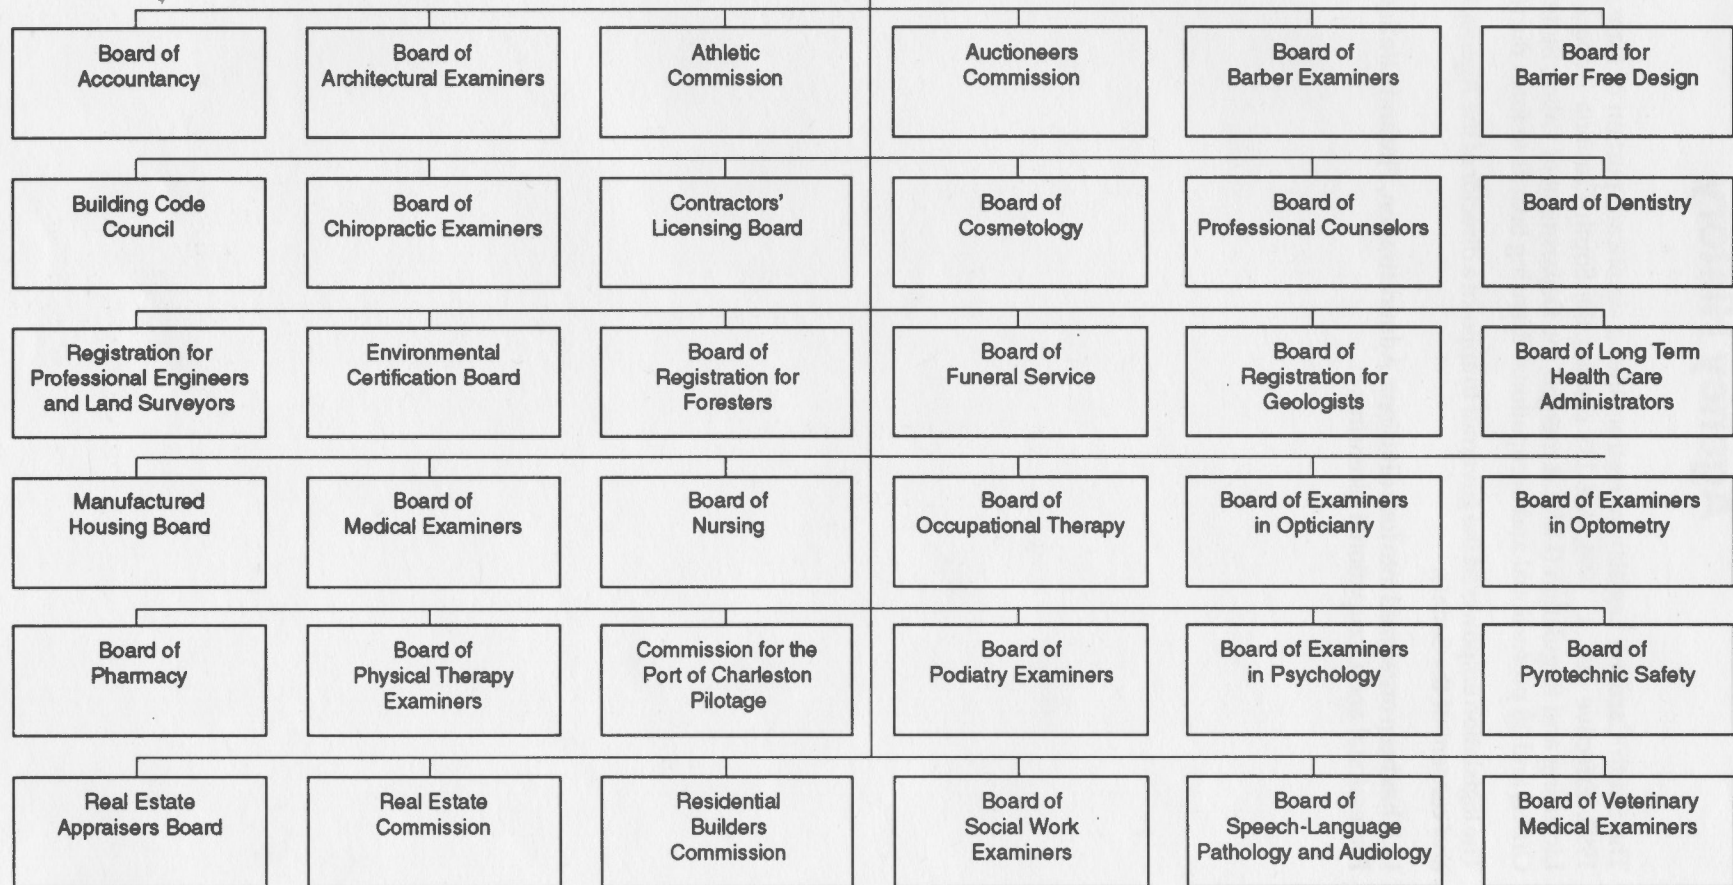 Board of
Accountancy
Board of
Architectural Examiners
Athletic
Commission
Auctioneers
Commission
Board of
Barber Examiners
Board for
Barrier Free Design
Building Code
Council
Board of
Chiropractic Examiners
Contractors'
Licensing Board
Board of
Cosmetology
Board of
Professional Counselors
Board of Dentistry
Registration for
Professional Engineers
and Land Surveyors
Environmental
Certification Board
Board of
Registration for
Foresters
Board of
Funeral Service
Board of
Registration for
Geologists
Board of Long Term
Health Care
Administrators
Manufactured
Housing Board
Board of
Medical Examiners
Board of
Nursing
Board of
Occupational Therapy
Board of Examiners
in Opticianry
Board of Examiners
in Optometry
Board of
Pharmacy
Board of
Physical Therapy
Examiners
Commission for the
Port of Charleston
Pilotage
Board of
Podiatry Examiners
Board of Examiners
in Psychology
Board of
Pyrotechnic Safety
Real Estate
Appraisers Board
Real Estate
Commission
Residential
Builders
Commission
Board of
Social Work
Examiners
Board of
Speech-Language
Pathology and Audiology
Board of Veterinary
Medical Examiners